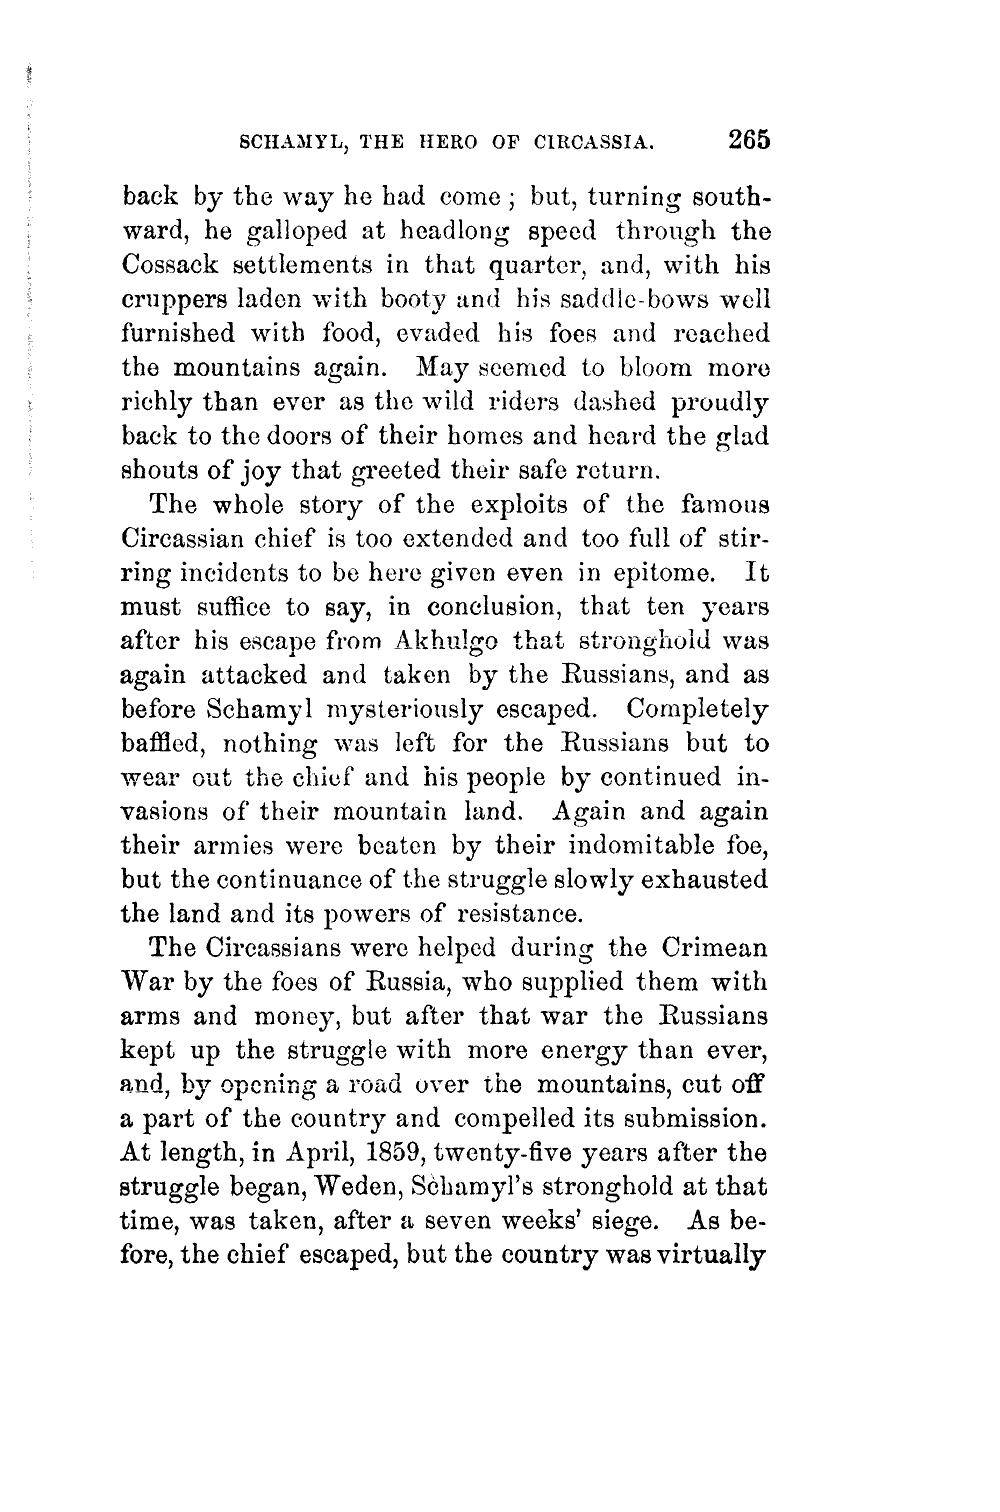 SCHAMYL, THE HERO OF CIRCASSIA. 265
back by the way he had come ; but, turning south-
ward, he galloped at headlong speed through the
Cossack settlements in that quarter, and, with his
cruppers laden with booty and his saddle-bows well
furnished with food, evaded his foes and reached
the mountains again. May seemed to bloom more
richly than ever as the wild riders dashed proudly
back to the doors of their homes and heard the glad
shouts of joy that greeted their safe return.
The whole story of the exploits of the famous
Circassian chief is too extended and too full of stir-
ring incidents to be here given even in epitome. It
must suffice to say, in conclusion, that ten years
after his escape from Akhulgo that stronghold was
again attacked and taken by the Russians, and as
before Schamyl mysteriously escaped. Completely
baffled, nothing was left for the Russians but to
wear out the chief and his people by continued in-
vasions of their mountain land. Again and again
their armies were beaten by their indomitable foe,
but the continuance of the struggle slowly exhausted
the land and its powers of resistance.
The Circassians were helped during the Crimean
War by the foes of Russia, who supplied them with
arms and money, but after that war the Russians
kept up the struggle with more energy than ever,
and, by opening a road over the mountains, cut off
a part of the country and compelled its submission.
At length, in April, 1859, twenty-five years after the
struggle began, Weden, Schamyl's stronghold at that
time, was taken, after a seven weeks' siege. As be-
fore, the chief escaped, but the country was virtually